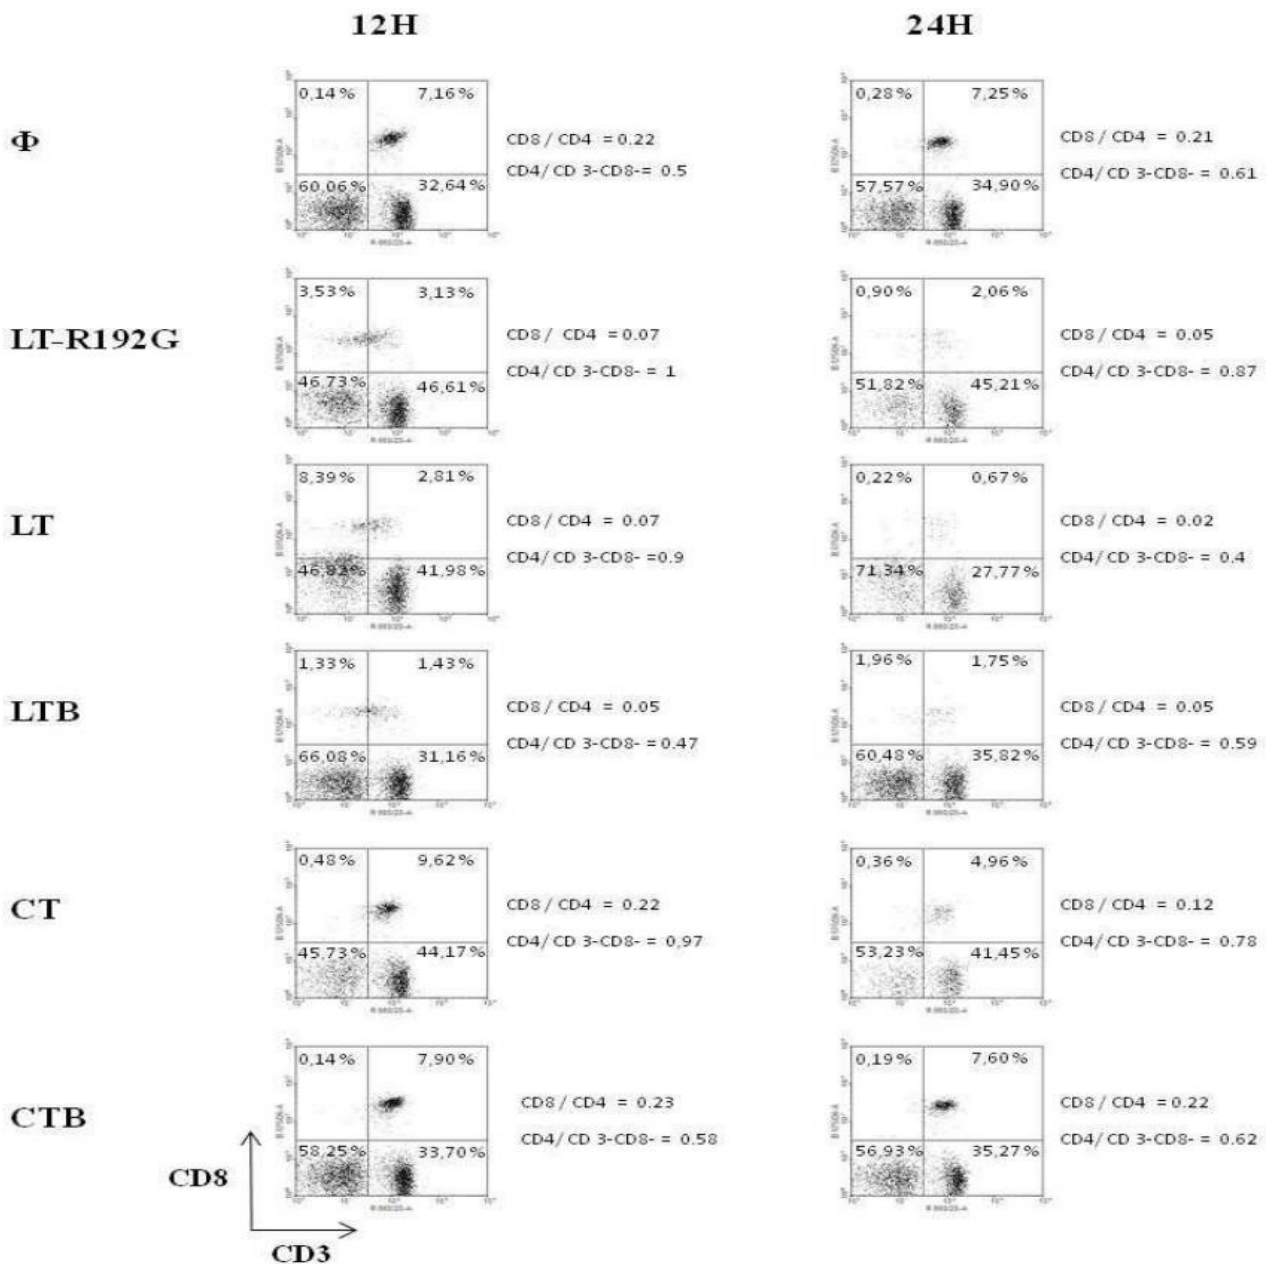 12H 24H
Φ
0,14% 7,16%
60,06% 32,64%
CD8 / CD4 = 0.22
CD4/ CD 3-CD8-= 0.5
0,28% 7,25%
57,57% 34,90%
CD8 / CD4 = 0.21
CD4/ CD 3-CD8- = 0.61
LT-R192G
3,53% 3,13%
46,73% 46,61%
CD8 / CD4 = 0.07
CD4/ CD 3-CD8- = 1
0,90% 2,06%
51,82% 45,21%
CD8 / CD4 = 0.05
CD4/ CD 3-CD8- = 0.87
LT
8,39% 2,81%
46,82% 41,98%
CD8 / CD4 = 0.07
CD4/ CD 3-CD8- =0.9
0,22% 0,67%
71,34% 27,77%
CD8 / CD4 = 0.02
CD4/ CD 3-CD8- = 0.4
LTB
1,33% 1,43%
66,08% 31,16%
CD8 / CD4 = 0.05
CD4/ CD 3-CD8- = 0.47
1,96% 1,75%
60,48% 35,82%
CD8 / CD4 = 0.05
CD4/ CD 3-CD8- = 0.59
CT
0,48% 9,62%
45,73% 44,17%
CD8 / CD4 = 0.22
CD4/ CD 3-CD8- = 0,97
0,36% 4,96%
53,23% 41,45%
CD8 / CD4 = 0.12
CD4/ CD 3-CD8- = 0.78
CTB
0,14% 7,90%
58,25% 33,70%
CD8 / CD4 = 0.23
CD4/ CD 3-CD8- = 0.58
0,19% 7,60%
56,93% 35,27%
CD8 / CD4 = 0.22
CD4/ CD 3-CD8- = 0.62
CD8
CD3